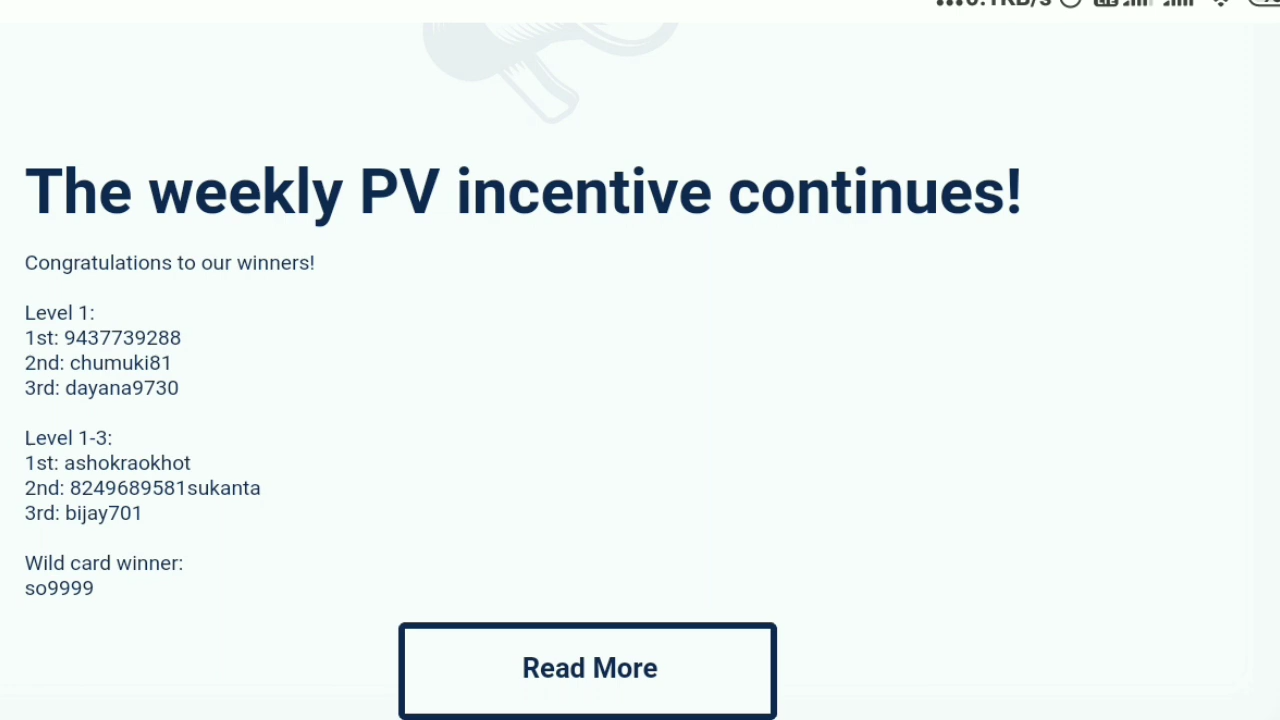 The weekly PV incentive continues!
Congratulations to our winners!
Level 1:
1st: 9437739288
2nd: chumuki81
3rd: dayana9730
Level 1-3:
1st: ashokraokhot
2nd: 8249689581sukanta
3rd: bijay701
Wild card winner:
so9999
Read More